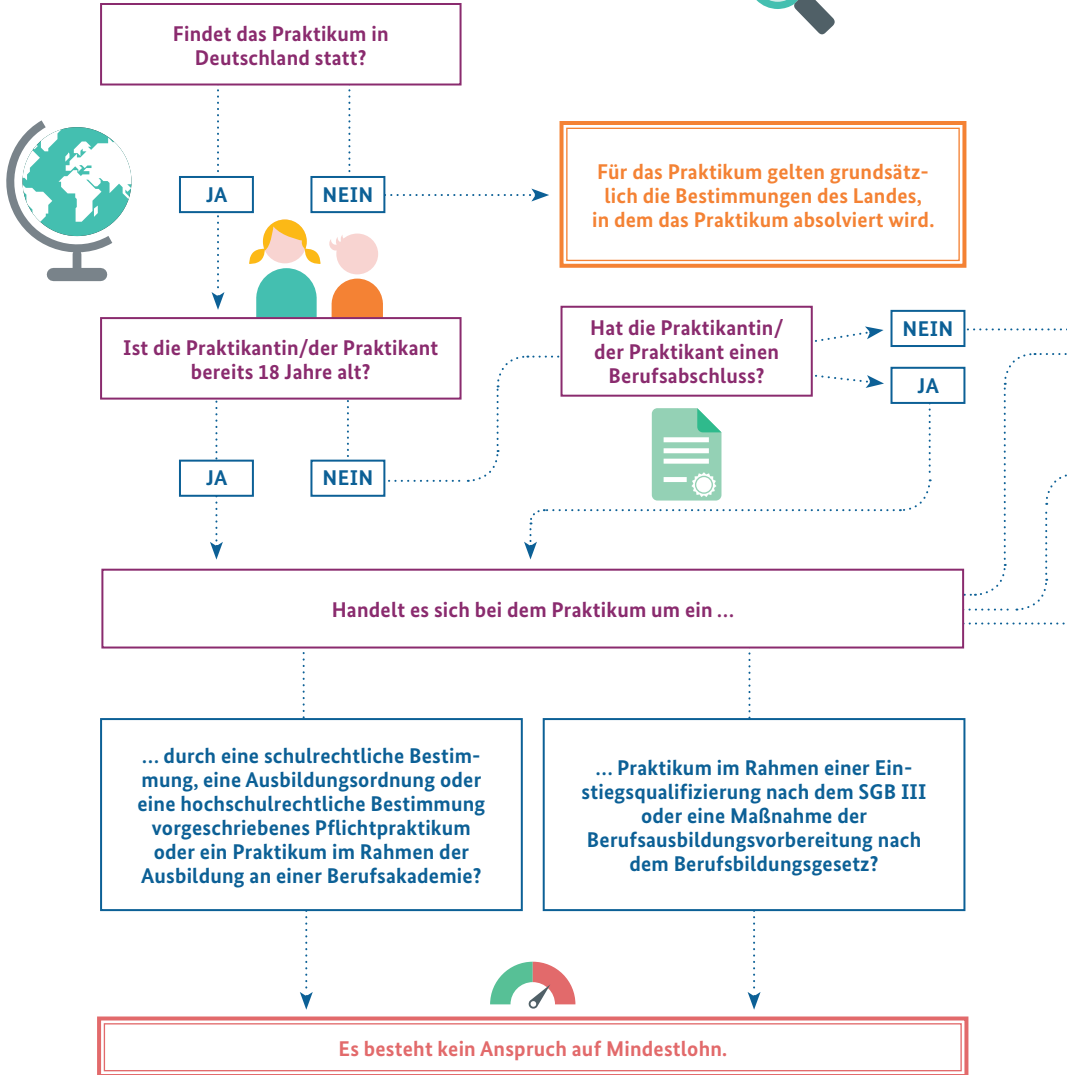 Findet das Praktikum in
Deutschland statt?
JA
NEIN
Für das Praktikum gelten grundsätz-
lich die Bestimmungen des Landes,
in dem das Praktikum absolviert wird.
Ist die Praktikantin/der Praktikant
bereits 18 Jahre alt?
Hat die Praktikantin/
der Praktikant einen
Berufsabschluss?
NEIN
JA
JA
NEIN
Handelt es sich bei dem Praktikum um ein ...
... durch eine schulrechtliche Bestim-
mung, eine Ausbildungsordnung oder
eine hochschulrechtliche Bestimmung
vorgeschriebenes Pflichtpraktikum
oder ein Praktikum im Rahmen der
Ausbildung an einer Berufsakademie?
... Praktikum im Rahmen einer Ein-
stiegsqualifizierung nach dem SGB III
oder eine Maßnahme der
Berufsausbildungsvorbereitung nach
dem Berufsbildungsgesetz?
Es besteht kein Anspruch auf Mindestlohn.